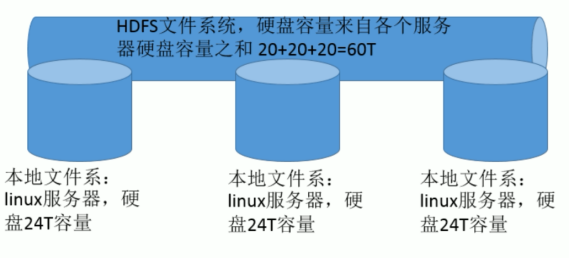 HDFS文件系统，硬盘容量来自各个服务
器硬盘容量之和 20+20+20=60T
本地文件系：
linux服务器，硬
盘24T容量
本地文件系：
linux服务器，硬
盘24T容量
本地文件系：
linux服务器，硬
盘24T容量